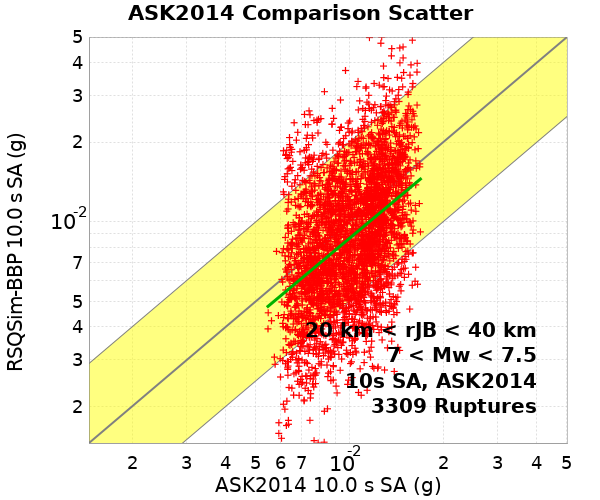 ASK2014 Comparison Scatter
RSQSim-BBP 10.0 s SA (g)
5
4
3
2
10-2
7
5
4
3
2
20 km < rJB < 40 km
7 < Mw < 7.5
10s SA, ASK2014
3309 Ruptures
2 3 4 5 6 7 10-2 2 3 4 5
ASK2014 10.0 s SA (g)